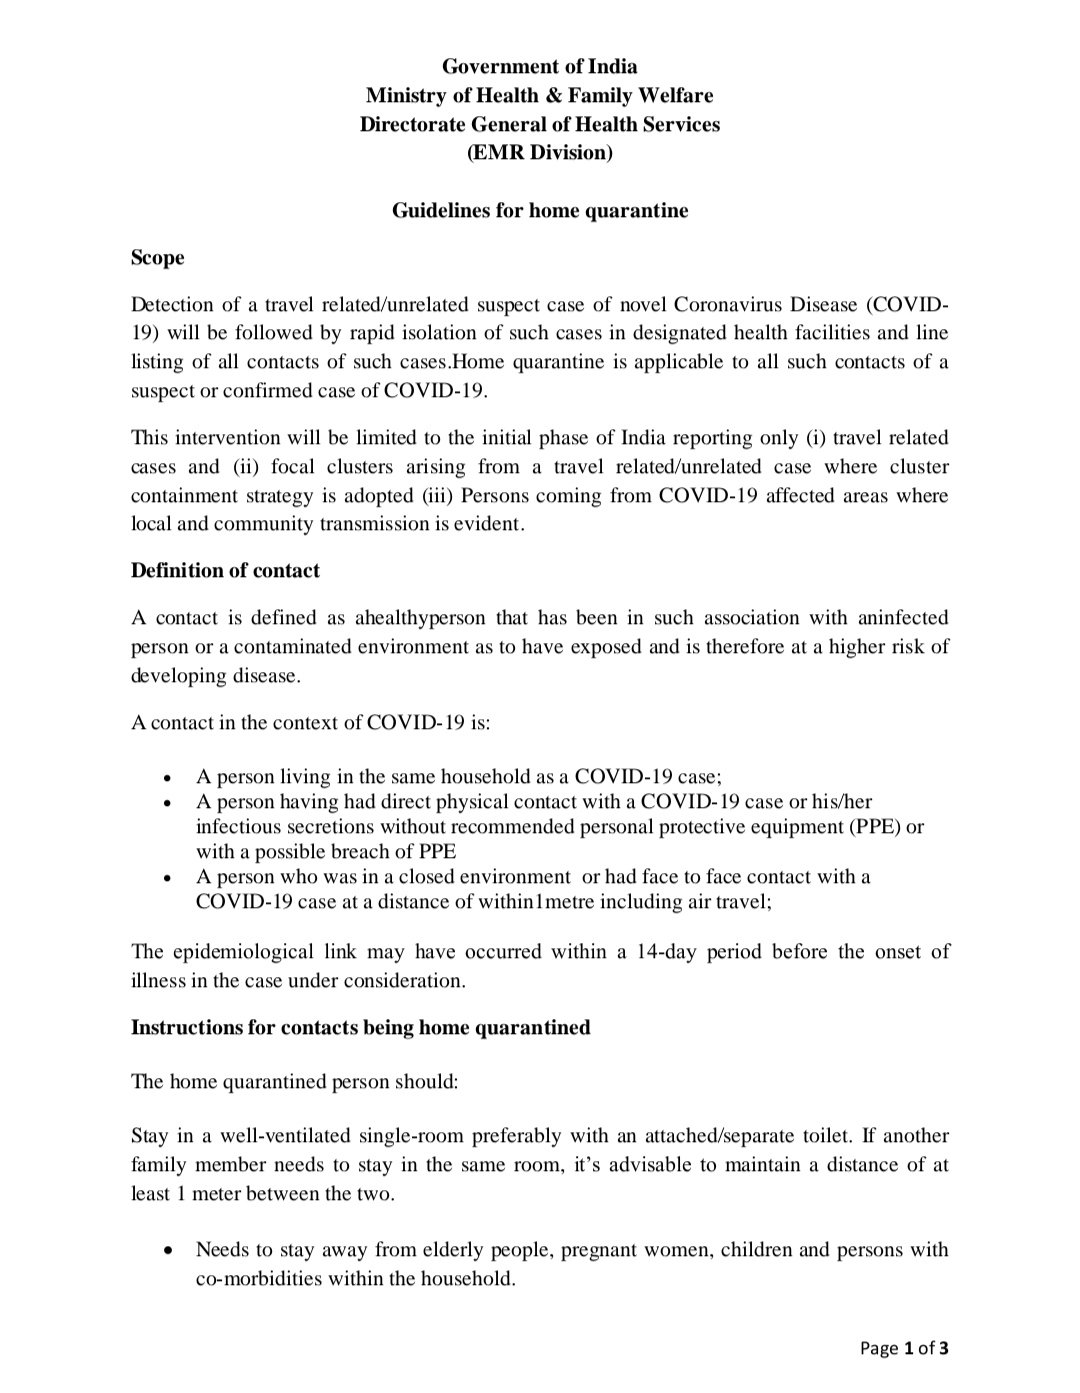 Government of India
Ministry of Health & Family Welfare
Directorate General of Health Services
(EMR Division)
Guidelines for home quarantine
Scope
Detection of a travel related/unrelated suspect case of novel Coronavirus Disease (COVID-
19) will be followed by rapid isolation of such cases in designated health facilities and line
listing of all contacts of such cases.Home quarantine is applicable to all such contacts of a
suspect or confirmed case of COVID-19.
This intervention will be limited to the initial phase of India reporting only (i) travel related
cases and (ii) focal clusters arising from a travel related/unrelated case where cluster
containment strategy is adopted (iii) Persons coming from COVID-19 affected areas where
local and community transmission is evident.
Definition of contact
A contact is defined as ahealthyperson that has been in such association with aninfected
person or a contaminated environment as to have exposed and is therefore at a higher risk of
developing disease.
A contact in the context of COVID-19 is:
• A person living in the same household as a COVID-19 case;
• A person having had direct physical contact with a COVID-19 case or his/her
infectious secretions without recommended personal protective equipment (PPE) or
with a possible breach of PPE
• A person who was in a closed environment or had face to face contact with a
COVID-19 case at a distance of within1metre including air travel;
The epidemiological link may have occurred within a 14-day period before the onset of
illness in the case under consideration.
Instructions for contacts being home quarantined
The home quarantined person should:
Stay in a well-ventilated single-room preferably with an attached/separate toilet. If another
family member needs to stay in the same room, it’s advisable to maintain a distance of at
least 1 meter between the two.
• Needs to stay away from elderly people, pregnant women, children and persons with
co-morbidities within the household.
Page 1 of 3